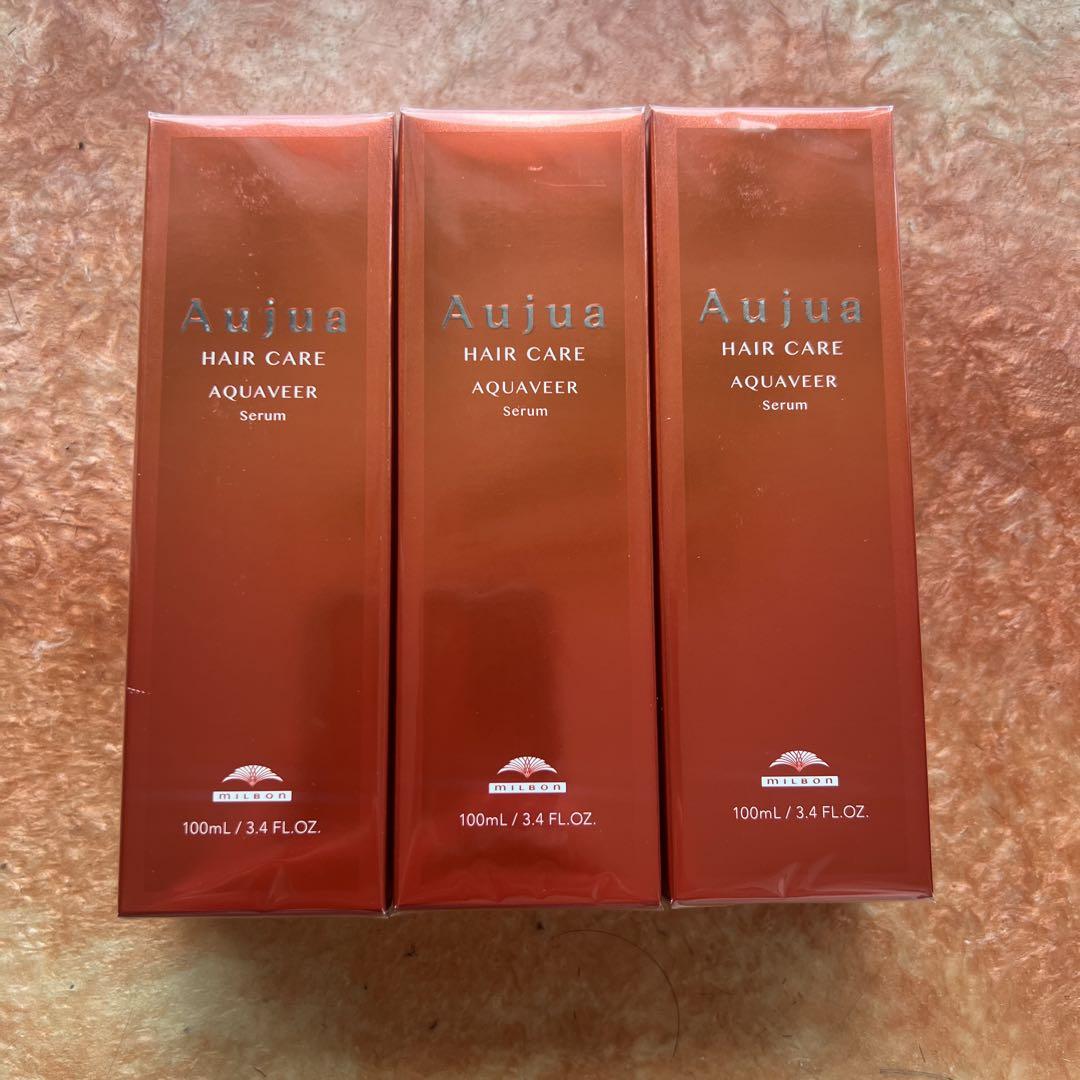 Aujua
HAIR CARE
AQUAVEER
Serum
MILBON
100mL / 3.4 FL.OZ.
Aujua
HAIR CARE
AQUAVEER
Serum
MILBON
100mL / 3.4 FL.OZ.
Aujua
HAIR CARE
AQUAVEER
Serum
MILBON
100mL / 3.4 FL.OZ.